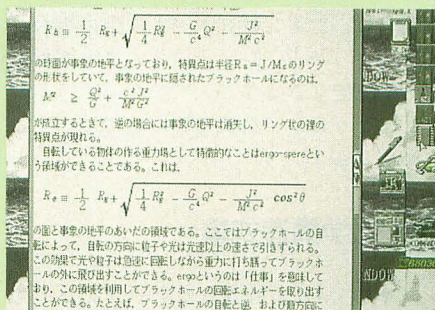 R h ≡ 1/2 Rg + √(1/4 Rg² − G/c⁴ Q² − J²/M²c²)
の球面が事象の地平となっており，特異点は半径R a = J/M c のリング
の形状をしていて，事象の地平に隠されたブラックホールになるのは，
M² ≥ Q²/G + c² J²/M²G²
が成立するときて，逆の場合には事象の地平は消失し，リング状の裸の
特異点が現れる。
自転している物体の作る重力場として特徴的なことはergo-spereとい
う領域ができることである。これは，
R e ≡ 1/2 Rg + √(1/4 Rg² − G/c⁴ Q² − J²/M²c² cos²θ)
の面と事象の地平のあいだの領域である。ここではブラックホールの自
転によって，自転の方向に粒子や光は光速以上の速さで引きずられる。
この効果で光や粒子は急速に回転しながら重力に打ち勝ってブラックホ
ールの外に飛び出すことができる。ergoというのは「仕事」を意味して
おり，この領域を利用してブラックホールの回転エネルギーを取り出す
ことができる。たとえば，ブラックホールの自転と逆，および順方向に
NDOW
NDOW
68030